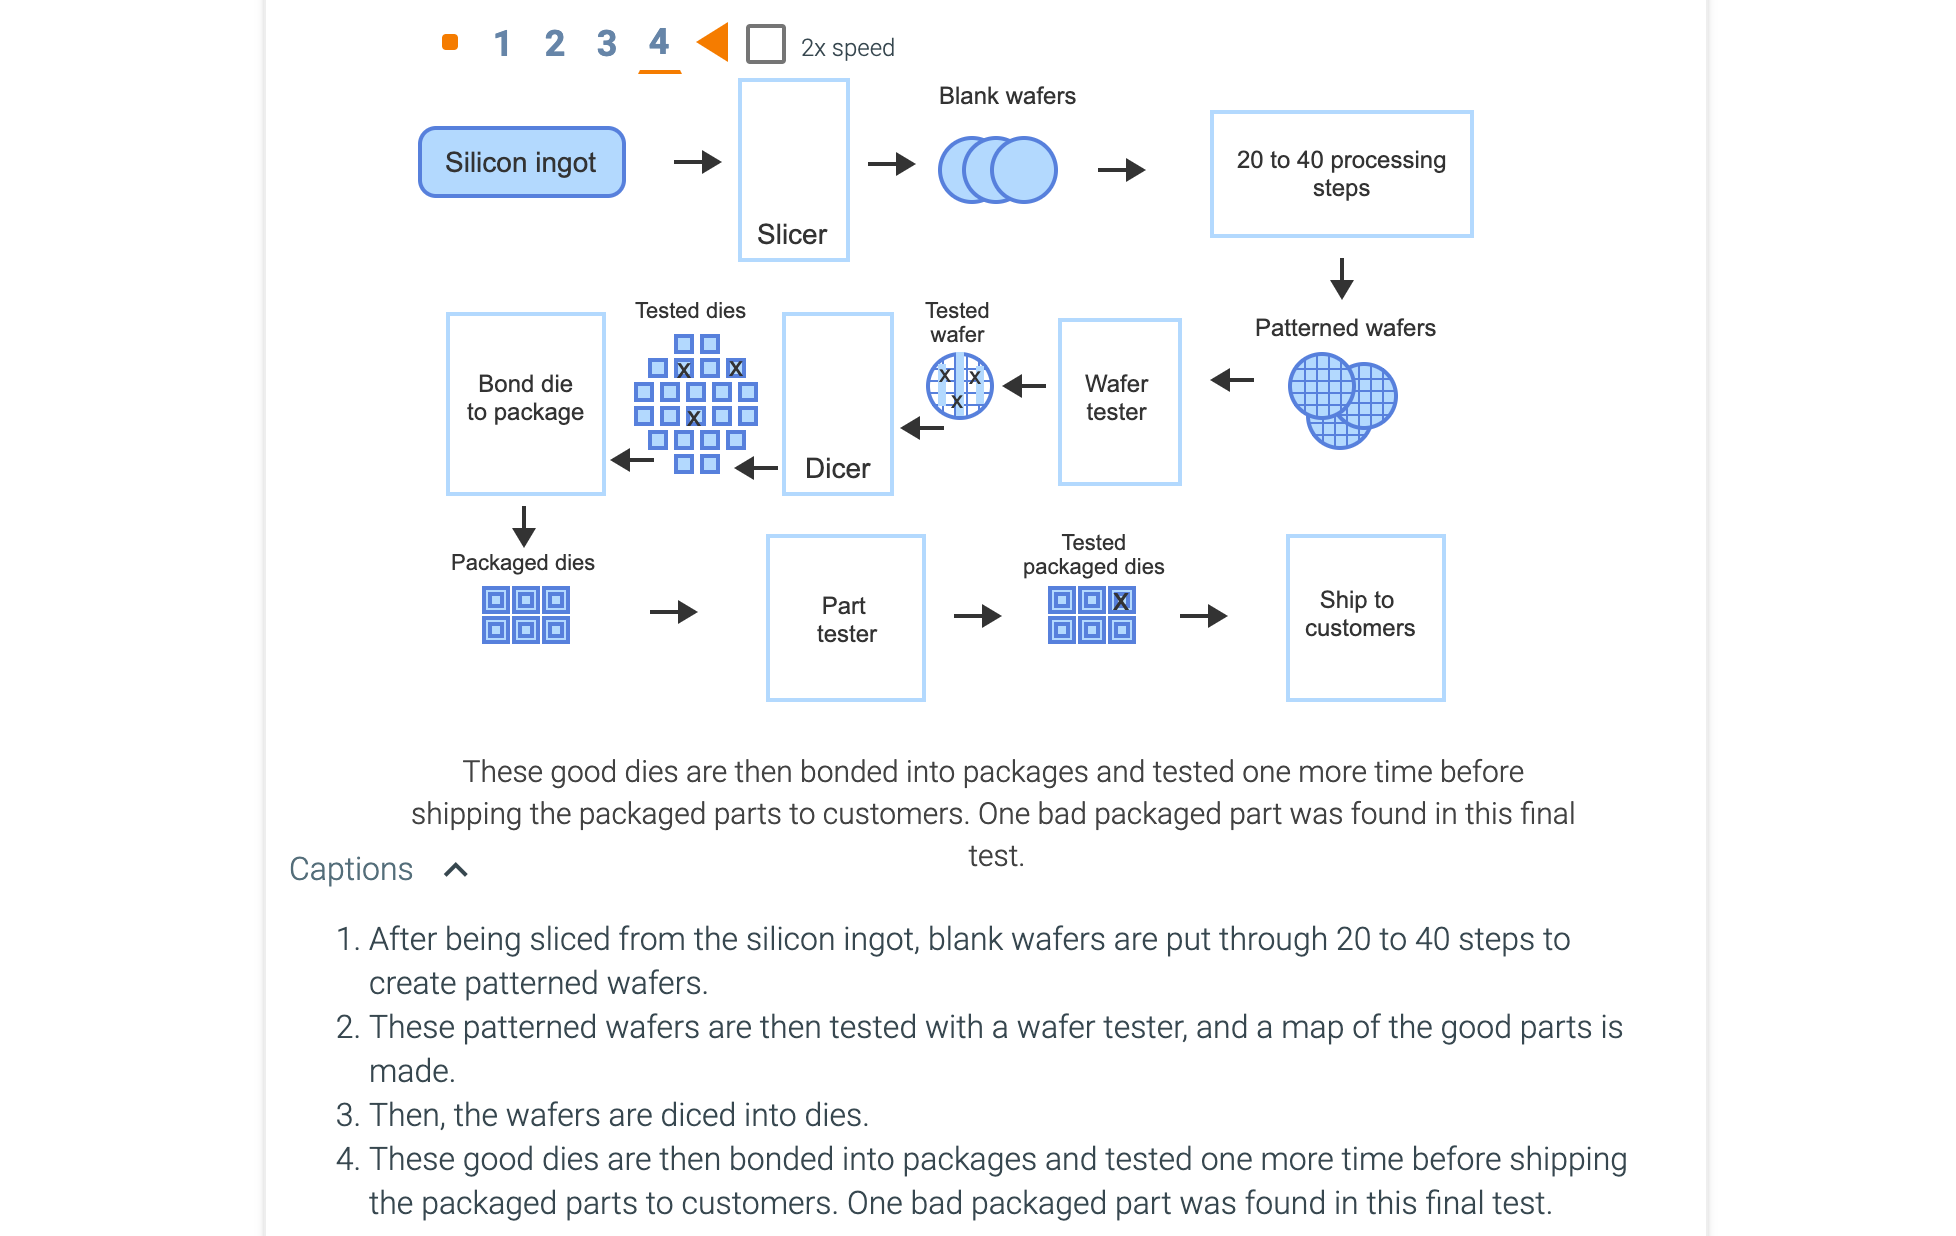 1 2 3 4 2x speed
Blank wafers
Silicon ingot
Slicer
20 to 40 processing
steps
Patterned wafers
Wafer
tester
Tested
wafer
X X
X
Dicer
Tested dies
X X
X
Bond die
to package
Packaged dies
Part
tester
Tested
packaged dies
X
Ship to
customers
These good dies are then bonded into packages and tested one more time before
shipping the packaged parts to customers. One bad packaged part was found in this final
test.
Captions
1. After being sliced from the silicon ingot, blank wafers are put through 20 to 40 steps to
create patterned wafers.
2. These patterned wafers are then tested with a wafer tester, and a map of the good parts is
made.
3. Then, the wafers are diced into dies.
4. These good dies are then bonded into packages and tested one more time before shipping
the packaged parts to customers. One bad packaged part was found in this final test.